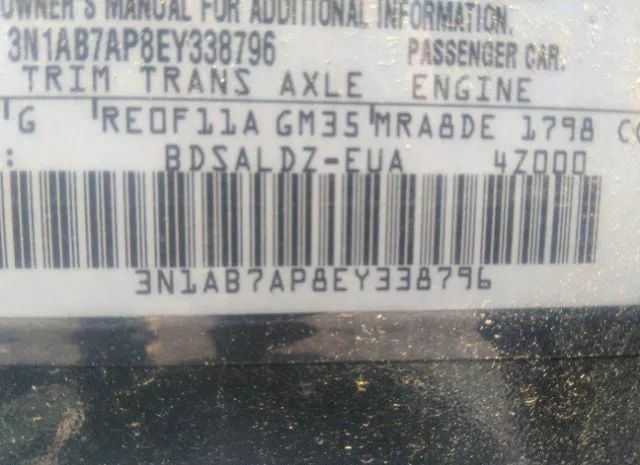 OWNER'S MANUAL FOR ADDITIONAL INFORMATION.
3N1AB7AP8EY338796 PASSENGER CAR.
TRIM TRANS AXLE ENGINE
G RE0F11A GM35 MRA8DE 1798 CC
: BDSALDZ-EUA 4Z000
3N1AB7AP8EY338796